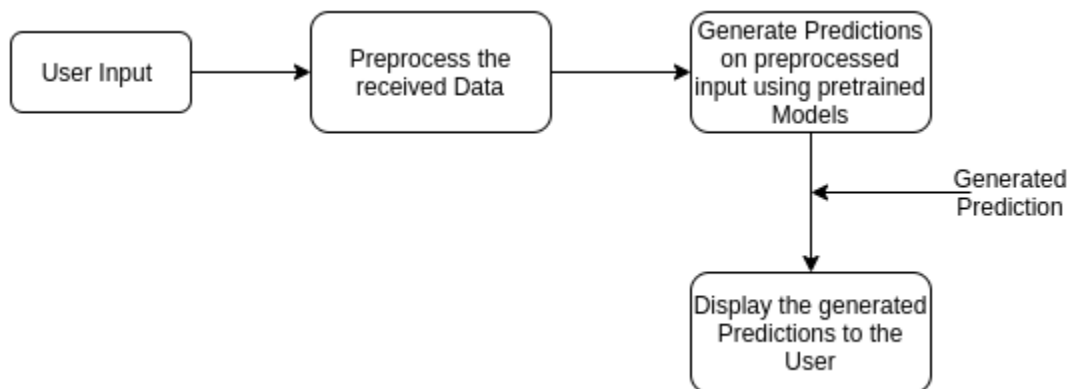 User Input
Preprocess the
received Data
Generate Predictions
on preprocessed
input using pretrained
Models
Generated
Prediction
Display the generated
Predictions to the
User